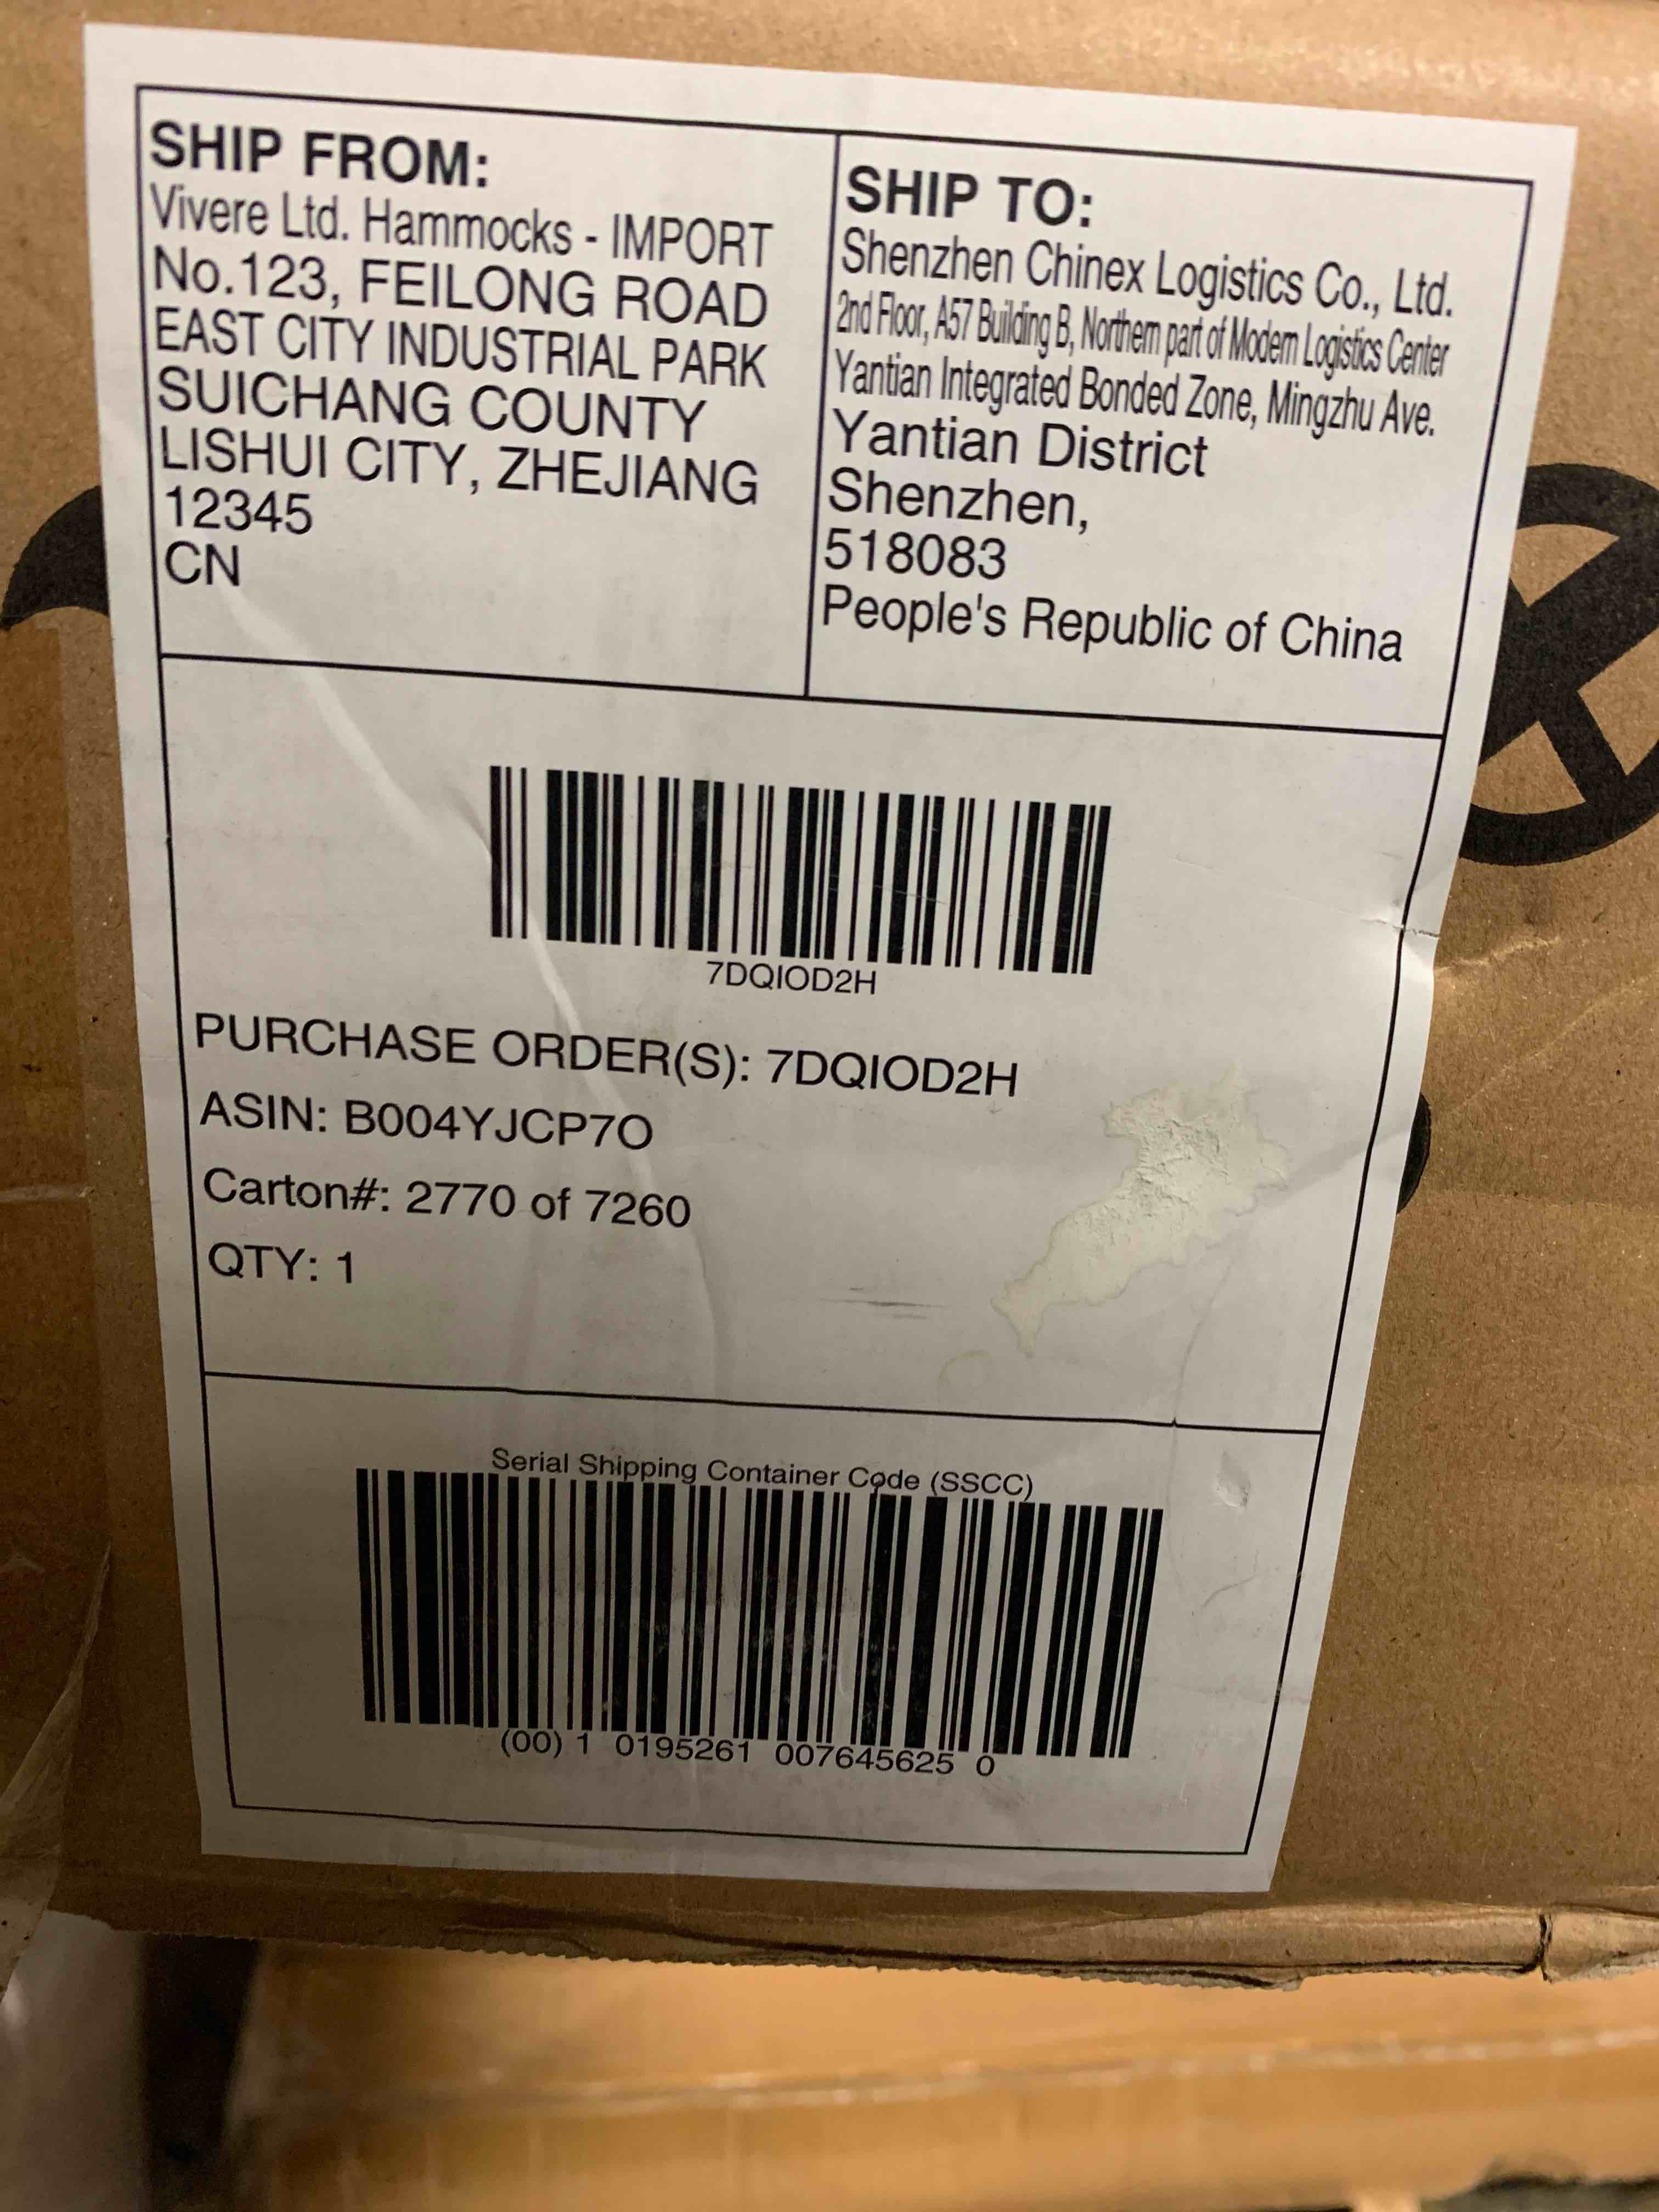 SHIP FROM:
Vivere Ltd. Hammocks - IMPORT
No.123, FEILONG ROAD
EAST CITY INDUSTRIAL PARK
SUICHANG COUNTY
LISHUI CITY, ZHEJIANG
12345
CN
SHIP TO:
Shenzhen Chinex Logistics Co., Ltd.
2nd Floor, A57 Building B, Northern part of Modern Logistics Center
Yantian Integrated Bonded Zone, Mingzhu Ave.
Yantian District
Shenzhen,
518083
People's Republic of China
7DQIOD2H
PURCHASE ORDER(S): 7DQIOD2H
ASIN: B004YJCP7O
Carton#: 2770 of 7260
QTY: 1
Serial Shipping Container Code (SSCC)
(00) 1 0195261 007645625 0